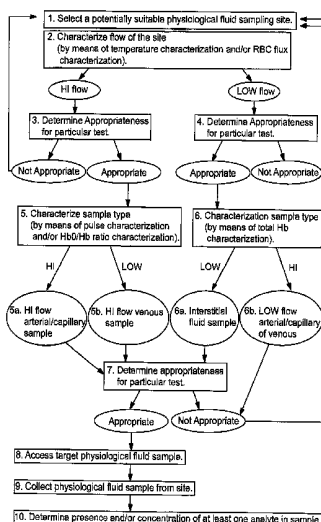 1. Select a potentially suitable physiological fluid sampling site.
2. Characterize flow of the site
(by means of temperature characterization and/or RBC flux
characterization).
HI flow
LOW flow
3. Determine Appropriateness
for particular test.
4. Determine Appropriateness
for particular test.
Not Appropriate
Appropriate
Appropriate
Not Appropriate
5. Characterize sample type
(by means of pulse characterization
and/or Hb0/Hb ratio characterization).
6. Characterization sample type
(by means of total Hb
characterization).
HI
LOW
LOW
HI
5a. HI flow
arterial/capillary
sample
5b. HI flow venous
sample
6a. Interstitial
fluid sample
6b. LOW flow
arterial/capillary
of venous
7. Determine appropriateness
for particular test.
Appropriate
Not Appropriate
8. Access target physiological fluid sample.
9. Collect physiological fluid sample from site.
10. Determine presence and/or concentration of at least one analyte in sample